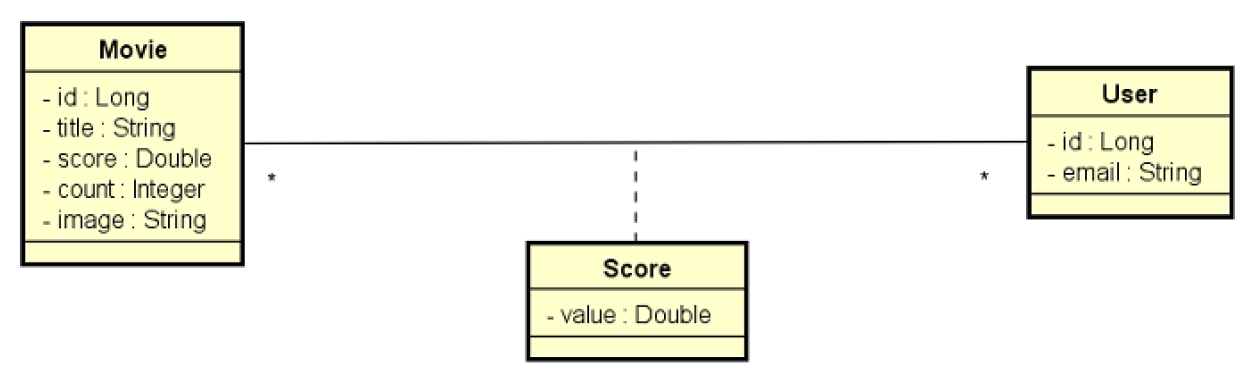 Movie
- id : Long
- title : String
- score : Double
- count : Integer
- image : String
*
*
User
- id : Long
- email : String
Score
- value : Double